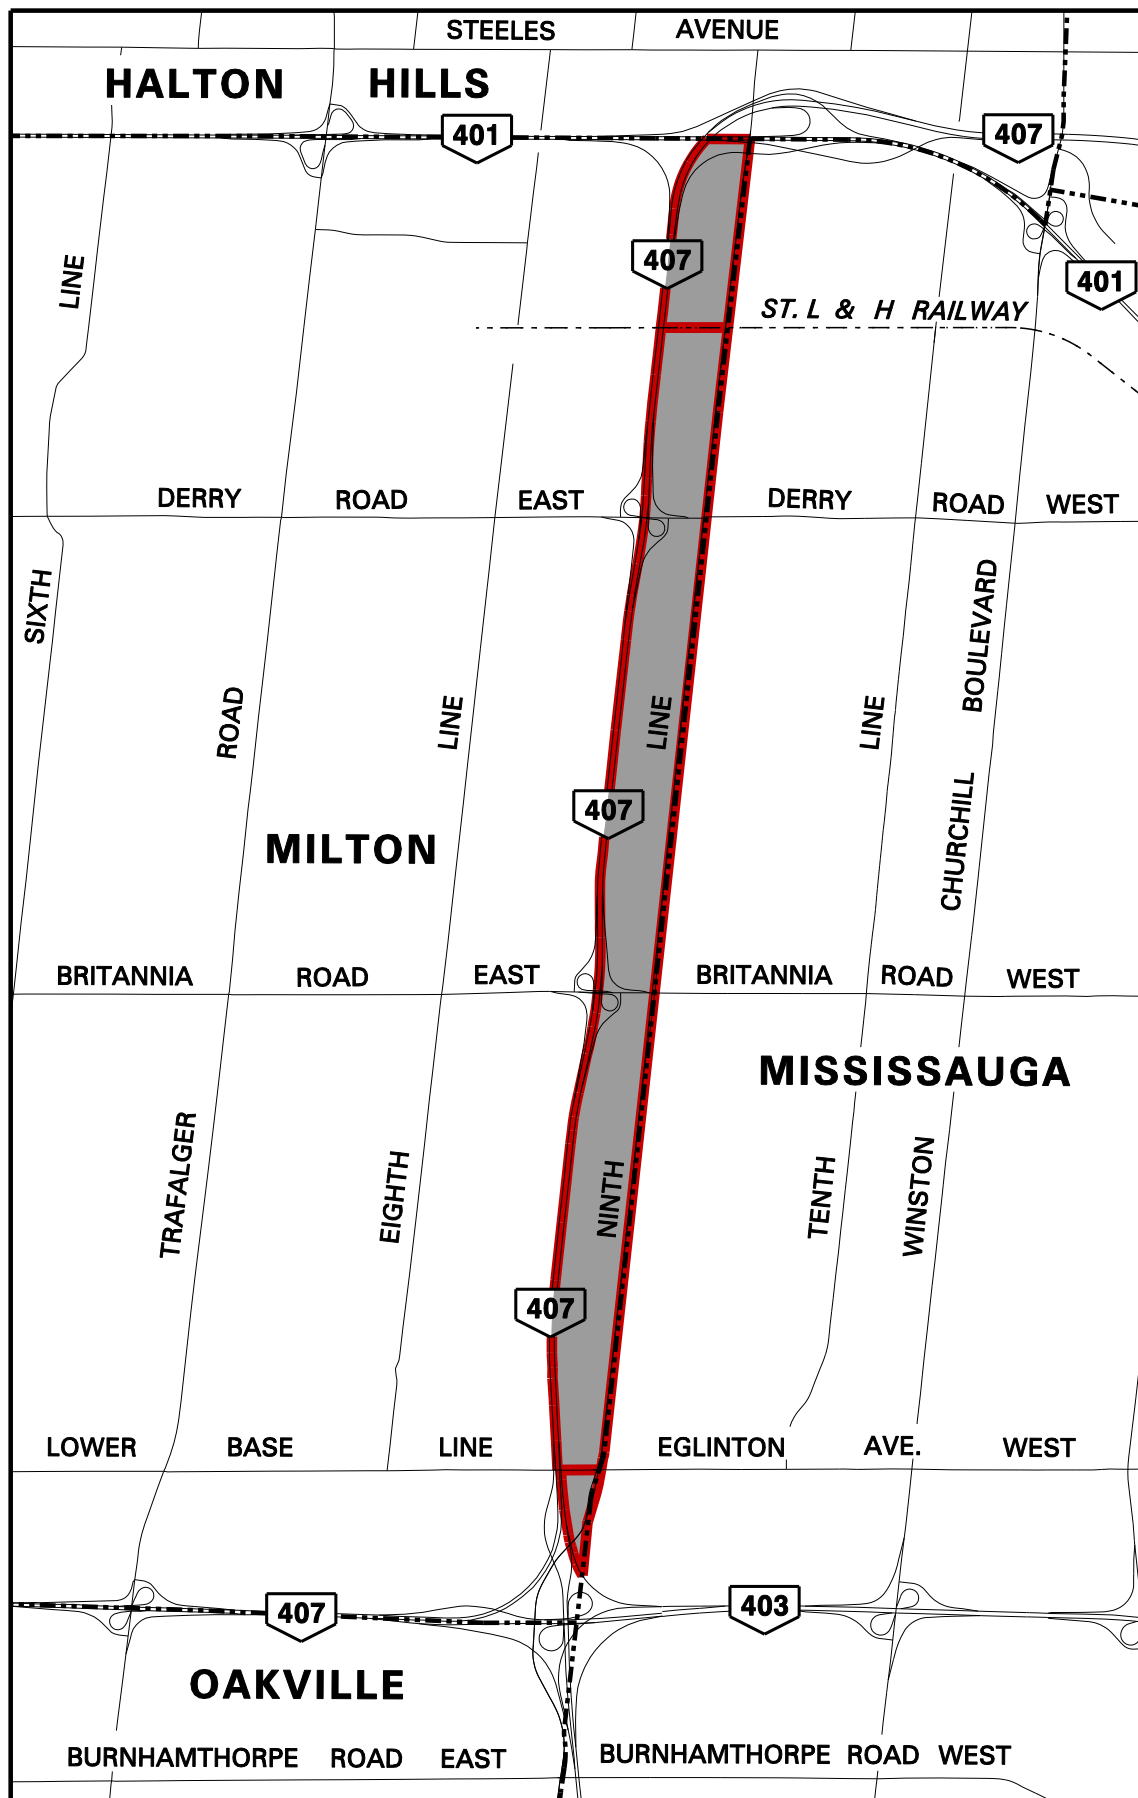 STEELES AVENUE
HALTON HILLS
401
407
407
401
LINE
ST. L & H RAILWAY
DERRY ROAD EAST
DERRY ROAD WEST
SIXTH
BOULEVARD
ROAD
LINE
LINE
LINE
CHURCHILL
407
MILTON
BRITANNIA ROAD EAST
BRITANNIA ROAD WEST
MISSISSAUGA
TRAFALGER
EIGHTH
NINTH
TENTH
WINSTON
407
LOWER BASE LINE
EGLINTON AVE. WEST
407
403
OAKVILLE
BURNHAMTHORPE ROAD EAST
BURNHAMTHORPE ROAD WEST